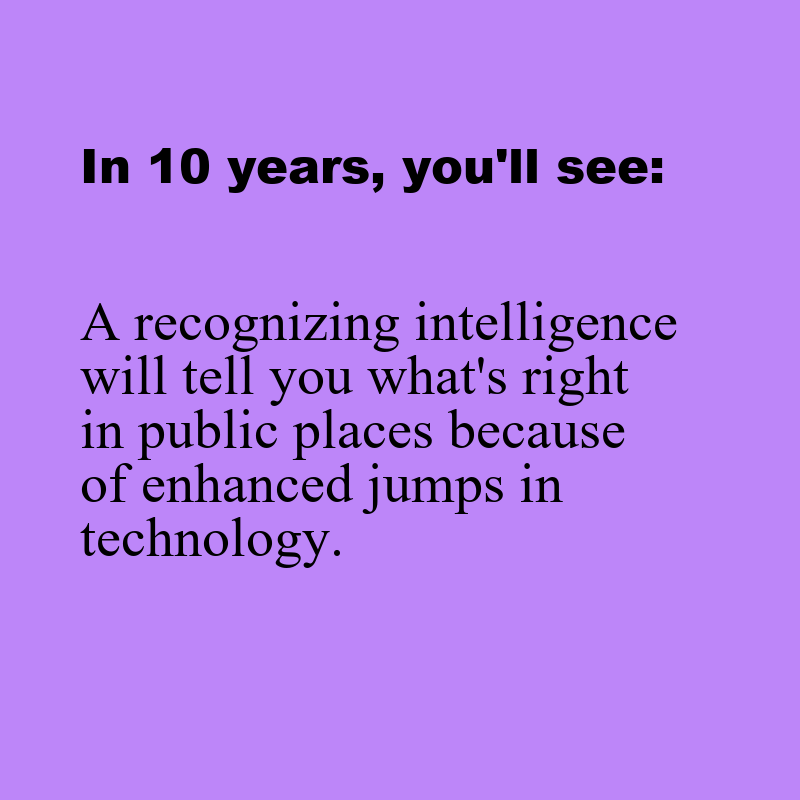 In 10 years, you'll see:
A recognizing intelligence
will tell you what's right
in public places because
of enhanced jumps in
technology.